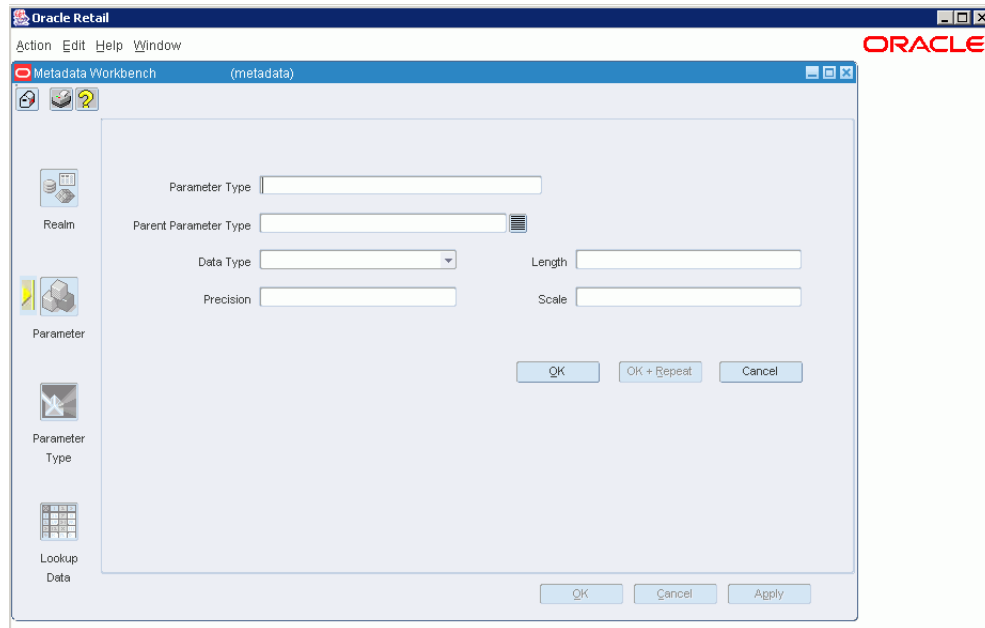 Oracle Retail
Action Edit Help Window
ORACLE
Metadata Workbench (metadata)
Parameter Type
Realm
Parent Parameter Type
Data Type
Length
Precision
Scale
Parameter
OK
OK + Repeat
Cancel
Parameter
Type
Lookup
Data
OK
Cancel
Apply